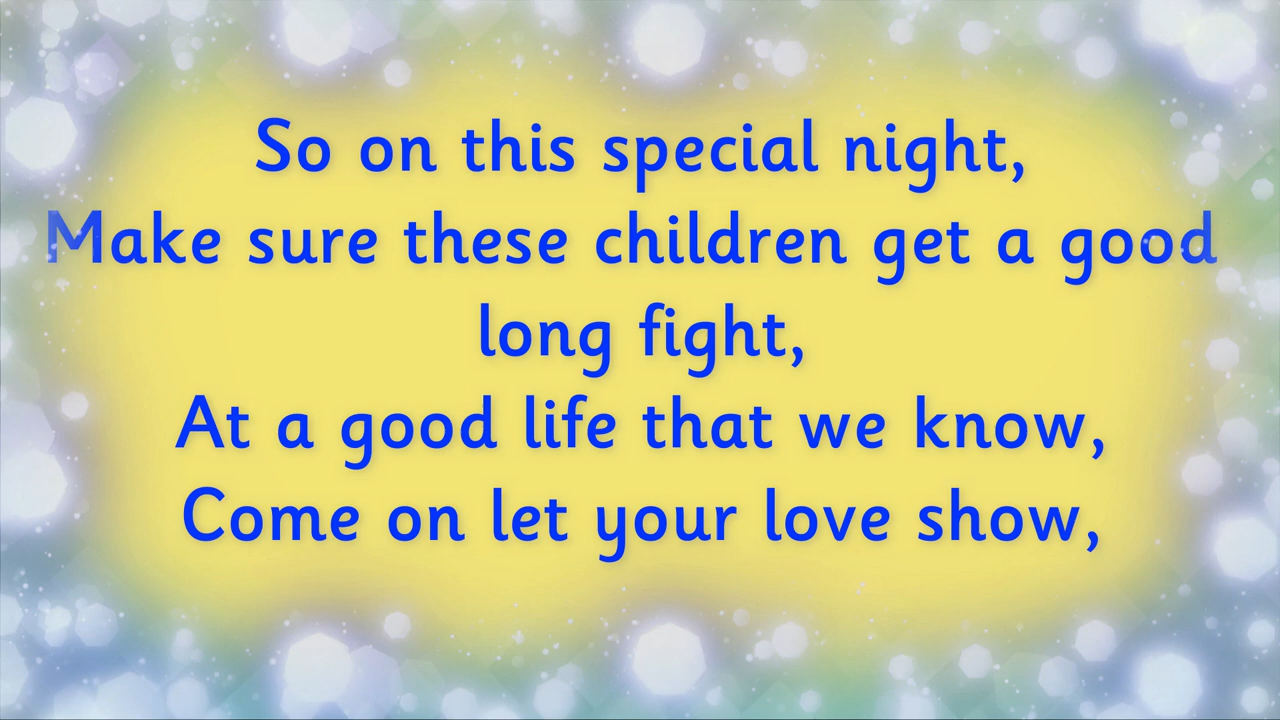 So on this special night,
Make sure these children get a good
long fight,
At a good life that we know,
Come on let your love show,